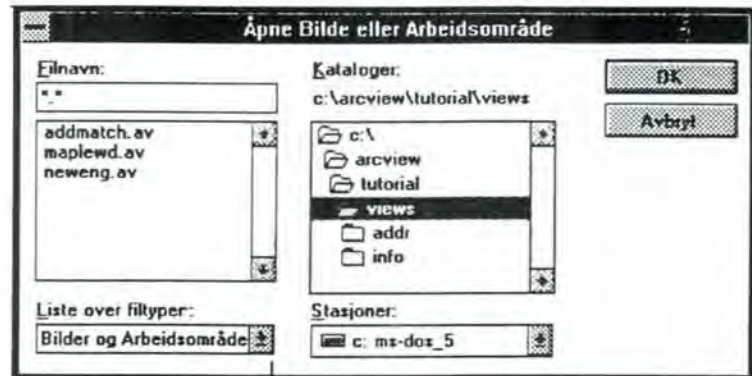 Åpne Bilde eller Arbeidsområde
Filnavn:
*.*
addmatch.av
maplewd.av
neweng.av
Liste over filtyper:
Bilder og Arbeidsområde
Kataloger:
c:\arcview\tutorial\views
c:\
arcview
tutorial
views
addr
info
Stasjoner:
c: ms-dos_5
OK
Avbryt